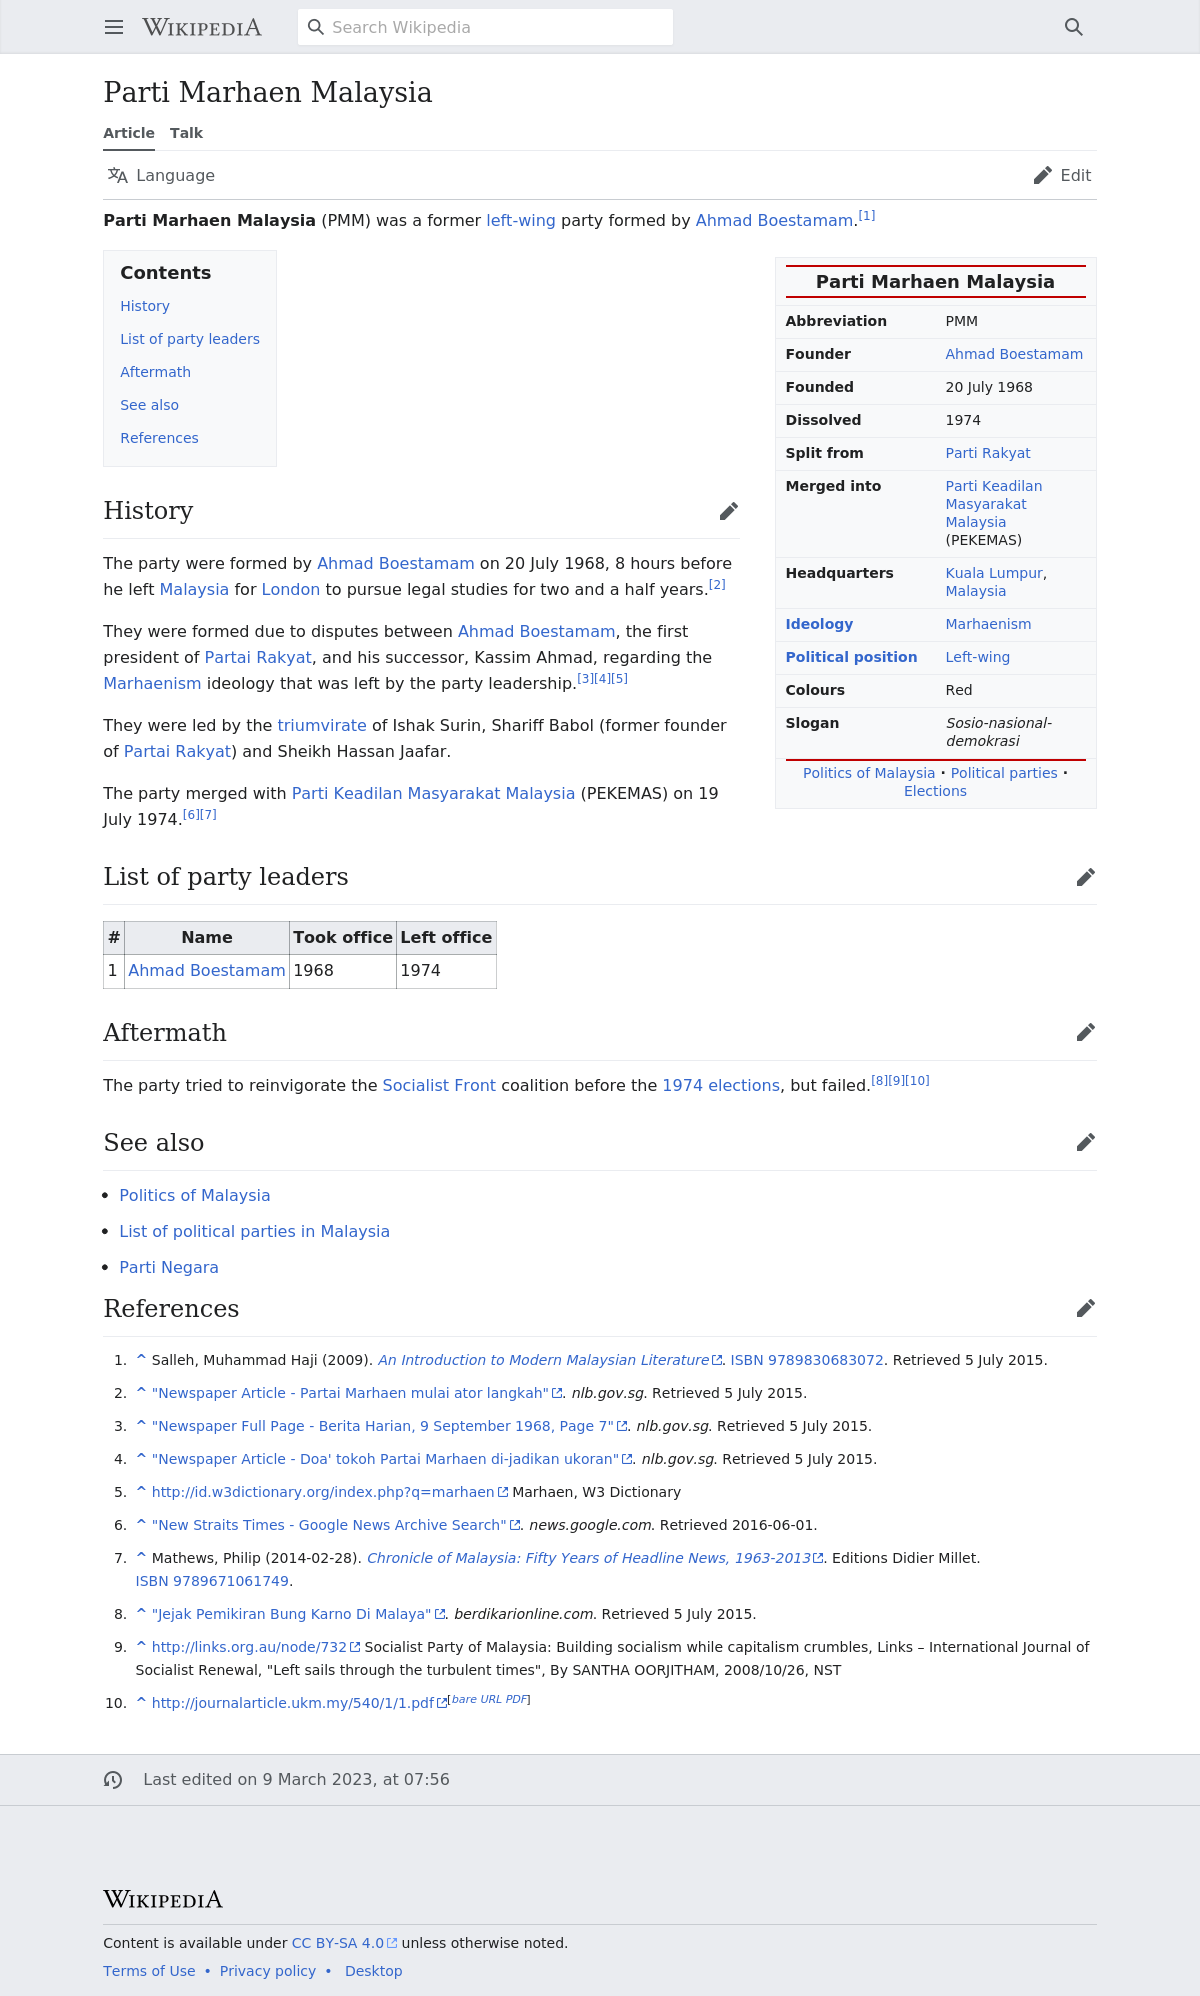 WIKIPEDIA
Search Wikipedia
Parti Marhaen Malaysia
Article Talk
Language
Edit
Parti Marhaen Malaysia (PMM) was a former left-wing party formed by Ahmad Boestamam.[1]
Contents
History
List of party leaders
Aftermath
See also
References
Parti Marhaen Malaysia
Abbreviation PMM
Founder Ahmad Boestamam
Founded 20 July 1968
Dissolved 1974
Split from Parti Rakyat
Merged into Parti Keadilan
Masyarakat
Malaysia
(PEKEMAS)
Headquarters Kuala Lumpur,
Malaysia
Ideology Marhaenism
Political position Left-wing
Colours Red
Slogan Sosio-nasional-
demokrasi
Politics of Malaysia · Political parties ·
Elections
History
The party were formed by Ahmad Boestamam on 20 July 1968, 8 hours before
he left Malaysia for London to pursue legal studies for two and a half years.[2]
They were formed due to disputes between Ahmad Boestamam, the first
president of Partai Rakyat, and his successor, Kassim Ahmad, regarding the
Marhaenism ideology that was left by the party leadership.[3][4][5]
They were led by the triumvirate of Ishak Surin, Shariff Babol (former founder
of Partai Rakyat) and Sheikh Hassan Jaafar.
The party merged with Parti Keadilan Masyarakat Malaysia (PEKEMAS) on 19
July 1974.[6][7]
List of party leaders
# Name Took office Left office
1 Ahmad Boestamam 1968 1974
Aftermath
The party tried to reinvigorate the Socialist Front coalition before the 1974 elections, but failed.[8][9][10]
See also
• Politics of Malaysia
• List of political parties in Malaysia
• Parti Negara
References
1. ^ Salleh, Muhammad Haji (2009). An Introduction to Modern Malaysian Literature. ISBN 9789830683072. Retrieved 5 July 2015.
2. ^ "Newspaper Article - Partai Marhaen mulai ator langkah". nlb.gov.sg. Retrieved 5 July 2015.
3. ^ "Newspaper Full Page - Berita Harian, 9 September 1968, Page 7". nlb.gov.sg. Retrieved 5 July 2015.
4. ^ "Newspaper Article - Doa' tokoh Partai Marhaen di-jadikan ukoran". nlb.gov.sg. Retrieved 5 July 2015.
5. ^ http://id.w3dictionary.org/index.php?q=marhaen Marhaen, W3 Dictionary
6. ^ "New Straits Times - Google News Archive Search". news.google.com. Retrieved 2016-06-01.
7. ^ Mathews, Philip (2014-02-28). Chronicle of Malaysia: Fifty Years of Headline News, 1963-2013. Editions Didier Millet.
ISBN 9789671061749.
8. ^ "Jejak Pemikiran Bung Karno Di Malaya". berdikarionline.com. Retrieved 5 July 2015.
9. ^ http://links.org.au/node/732 Socialist Party of Malaysia: Building socialism while capitalism crumbles, Links – International Journal of
Socialist Renewal, "Left sails through the turbulent times", By SANTHA OORJITHAM, 2008/10/26, NST
10. ^ http://journalarticle.ukm.my/540/1/1.pdf[bare URL PDF]
Last edited on 9 March 2023, at 07:56
WIKIPEDIA
Content is available under CC BY-SA 4.0 unless otherwise noted.
Terms of Use • Privacy policy • Desktop